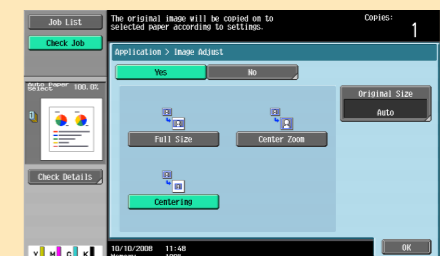 Job List
The original image will be copied on to
selected paper according to settings.
Copies:
1
Check Job
Application > Image Adjust
Yes
No
Auto Paper
Select
100.0%
Original Size
Auto
Full Size
Center Zoom
Check Details
Centering
10/10/2008 11:48
OK
Y M C K
Memory 100%